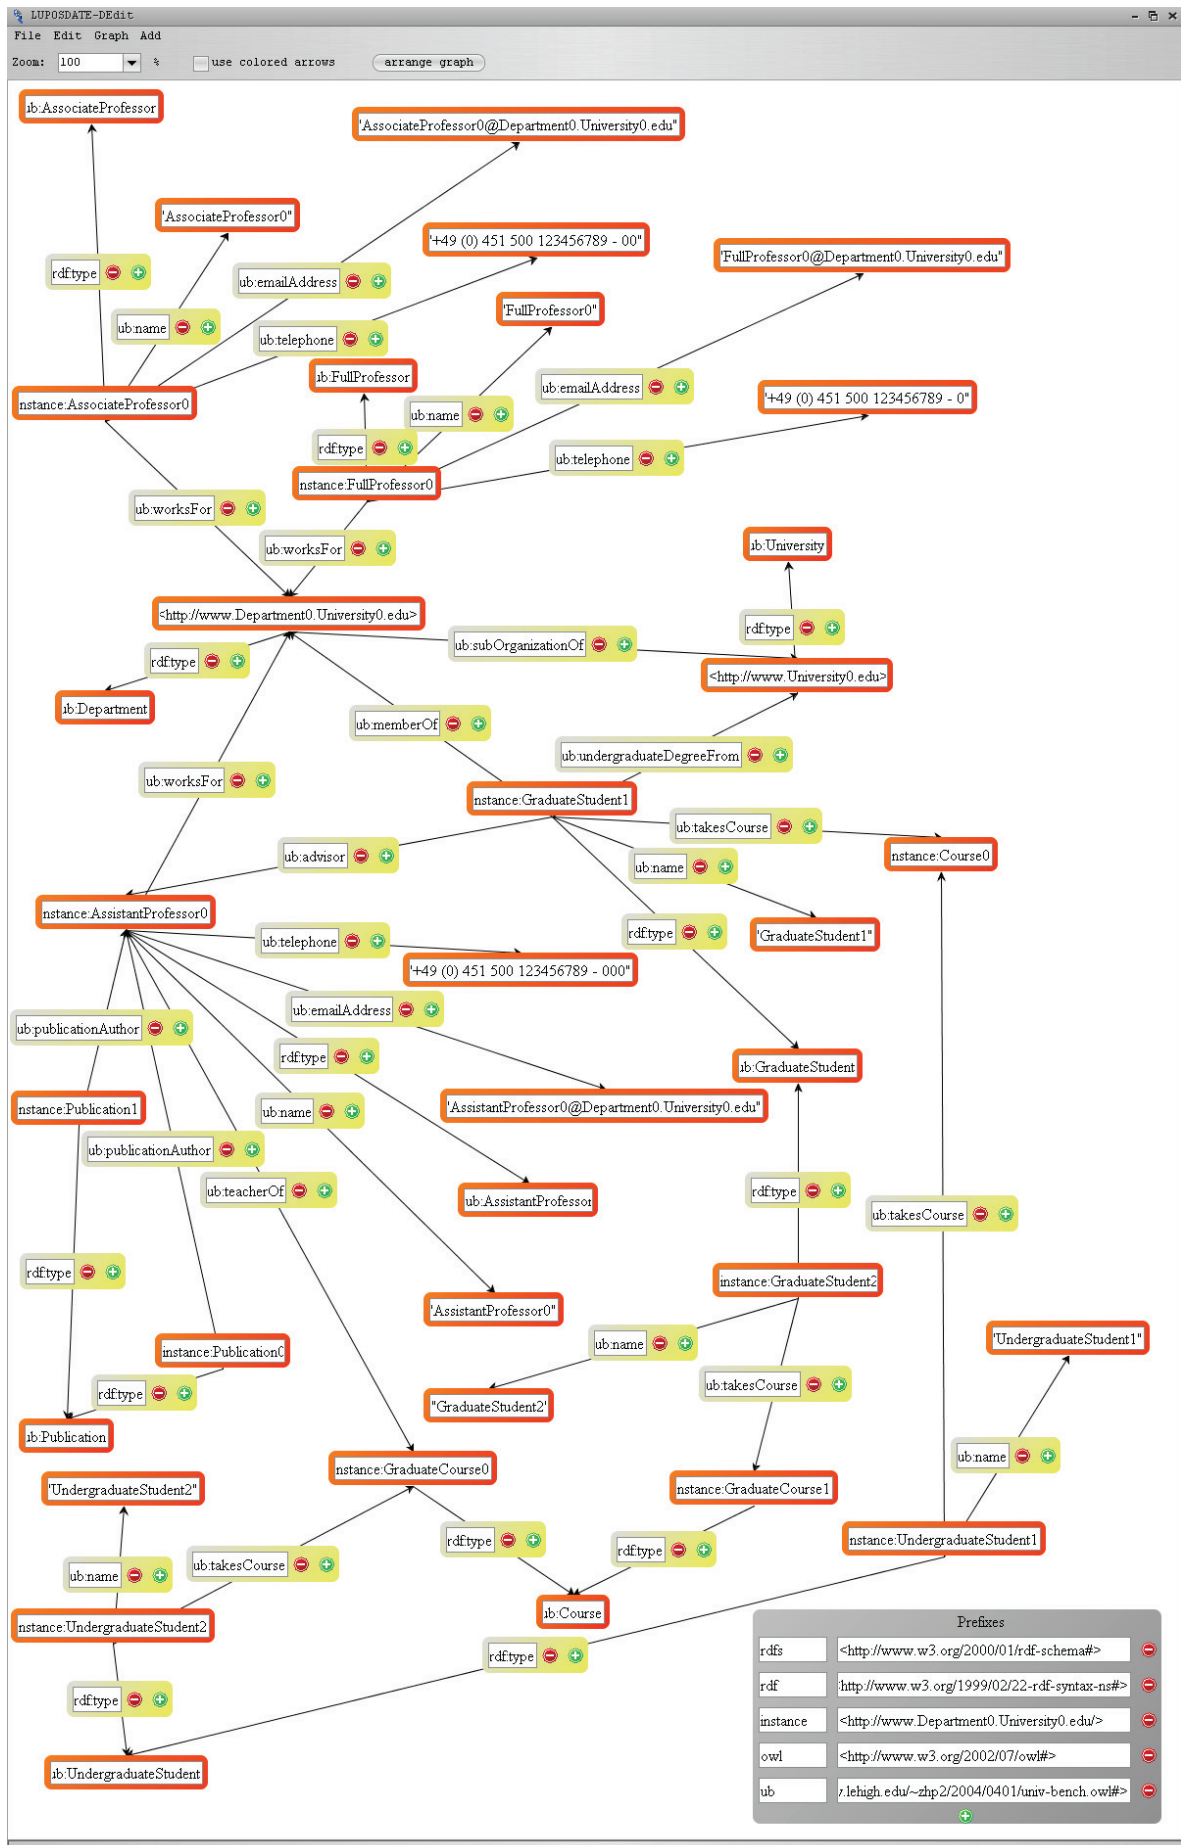 LUPOSDATE-DEdit
File Edit Graph Add
Zoom: 100 % use colored arrows arrange graph
ub:AssociateProfessor
"AssociateProfessor0@Department0.University0.edu"
"AssociateProfessor0"
"+49 (0) 451 500 123456789 - 00"
"FullProfessor0@Department0.University0.edu"
rdf:type
ub:emailAddress
"FullProfessor0"
ub:name
ub:telephone
ub:FullProfessor
ub:emailAddress
"+49 (0) 451 500 123456789 - 0"
nstance:AssociateProfessor0
ub:name
rdf:type
ub:telephone
nstance:FullProfessor0
ub:worksFor
ub:worksFor
ub:University
<http://www.Department0.University0.edu>
rdf:type
ub:subOrganizationOf
rdf:type
<http://www.University0.edu>
ub:Department
ub:memberOf
ub:undergraduateDegreeFrom
ub:worksFor
nstance:GraduateStudent1
ub:takesCourse
ub:advisor
ub:name
nstance:Course0
nstance:AssistantProfessor0
rdf:type
"GraduateStudent1"
ub:telephone
"+49 (0) 451 500 123456789 - 000"
ub:emailAddress
ub:publicationAuthor
rdf:type
ub:GraduateStudent
nstance:Publication1
ub:name
"AssistantProfessor0@Department0.University0.edu"
ub:publicationAuthor
ub:teacherOf
ub:AssistantProfessor
rdf:type
ub:takesCourse
rdf:type
instance:GraduateStudent2
"AssistantProfessor0"
ub:name
"UndergraduateStudent1"
instance:Publication0
rdf:type
ub:takesCourse
"GraduateStudent2"
ub:Publication
ub:name
nstance:GraduateCourse0
"UndergraduateStudent2"
nstance:GraduateCourse1
rdf:type
rdf:type
nstance:UndergraduateStudent1
ub:takesCourse
ub:name
ub:Course
nstance:UndergraduateStudent2
rdf:type
rdf:type
ub:UndergraduateStudent
Prefixes
rdfs <http://www.w3.org/2000/01/rdf-schema#>
rdf :http://www.w3.org/1999/02/22-rdf-syntax-ns#>
instance <http://www.Department0.University0.edu/>
owl <http://www.w3.org/2002/07/owl#>
ub .lehigh.edu/~zhp2/2004/0401/univ-bench.owl#>